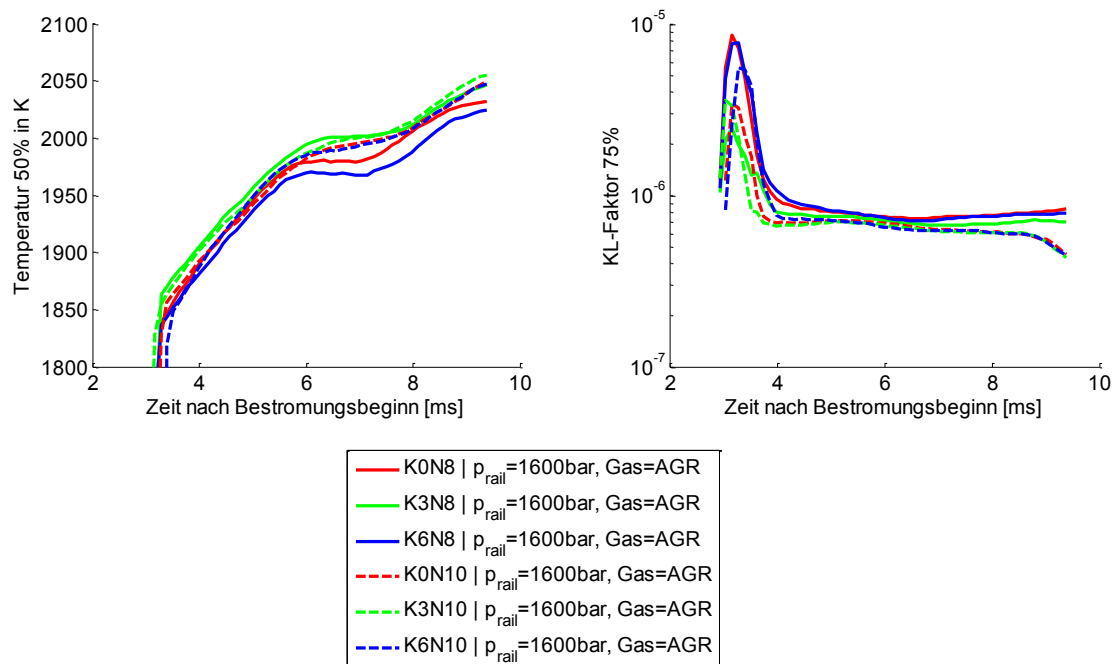 2100
2050
2000
1950
1900
1850
1800
Temperatur 50% in K
2 4 6 8 10
Zeit nach Bestromungsbeginn [ms]
10⁻⁵
10⁻⁶
10⁻⁷
KL-Faktor 75%
2 4 6 8 10
Zeit nach Bestromungsbeginn [ms]
K0N8 | p_rail=1600bar, Gas=AGR
K3N8 | p_rail=1600bar, Gas=AGR
K6N8 | p_rail=1600bar, Gas=AGR
K0N10 | p_rail=1600bar, Gas=AGR
K3N10 | p_rail=1600bar, Gas=AGR
K6N10 | p_rail=1600bar, Gas=AGR